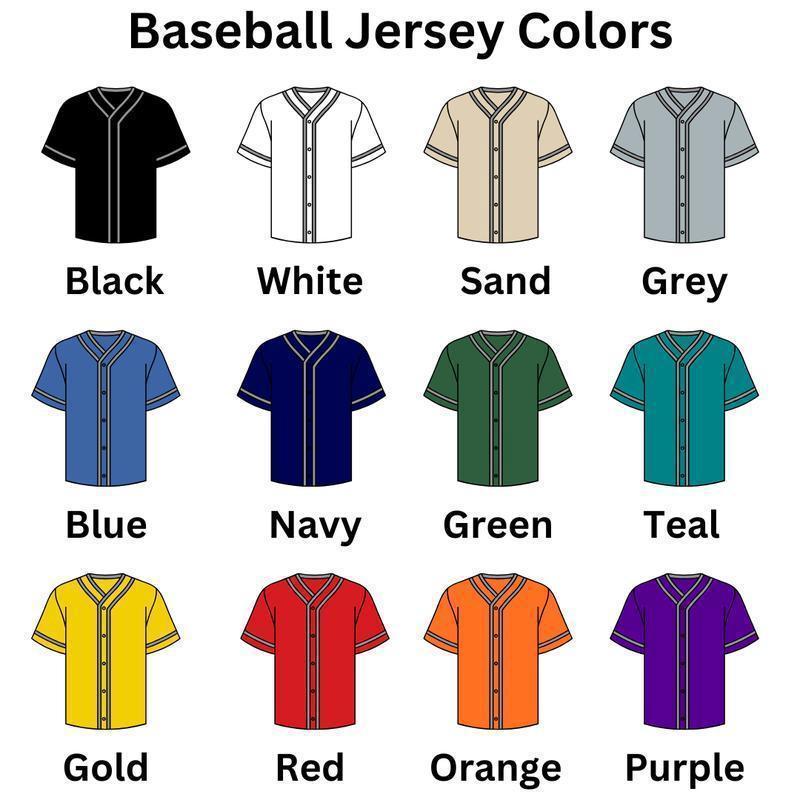 Baseball Jersey Colors
Black White Sand Grey
Blue Navy Green Teal
Gold Red Orange Purple